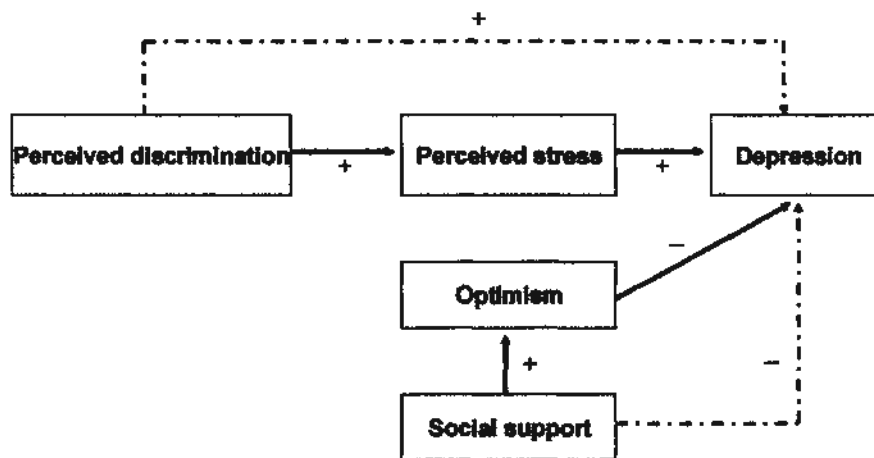 +
Perceived discrimination
+
Perceived stress
+
Depression
−
Optimism
+
−
Social support